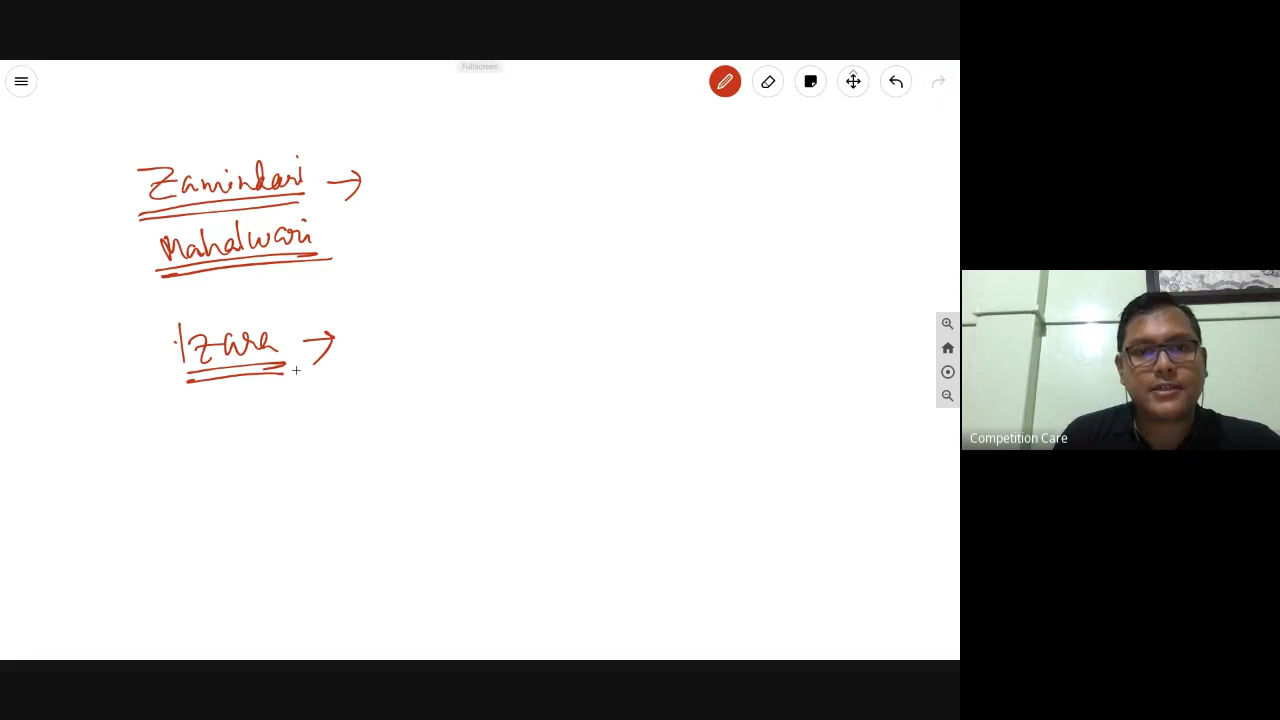 Fullscreen
Zamindari →
Mahalwari
Izara →
Competition Care